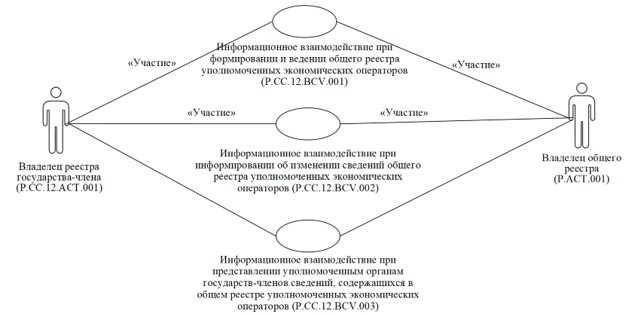 Информационное взаимодействие при
формировании и ведении общего реестра
уполномоченных экономических операторов
(P.CC.12.BCV.001)
«Участие»
«Участие»
«Участие»
«Участие»
Владелец реестра
государства-члена
(P.CC.12.ACT.001)
Информационное взаимодействие при
информировании об изменении сведений общего
реестра уполномоченных экономических
операторов (P.CC.12.BCV.002)
Владелец общего
реестра
(P.ACT.001)
Информационное взаимодействие при
представлении уполномоченным органам
государств-членов сведений, содержащихся в
общем реестре уполномоченных экономических
операторов (P.CC.12.BCV.003)